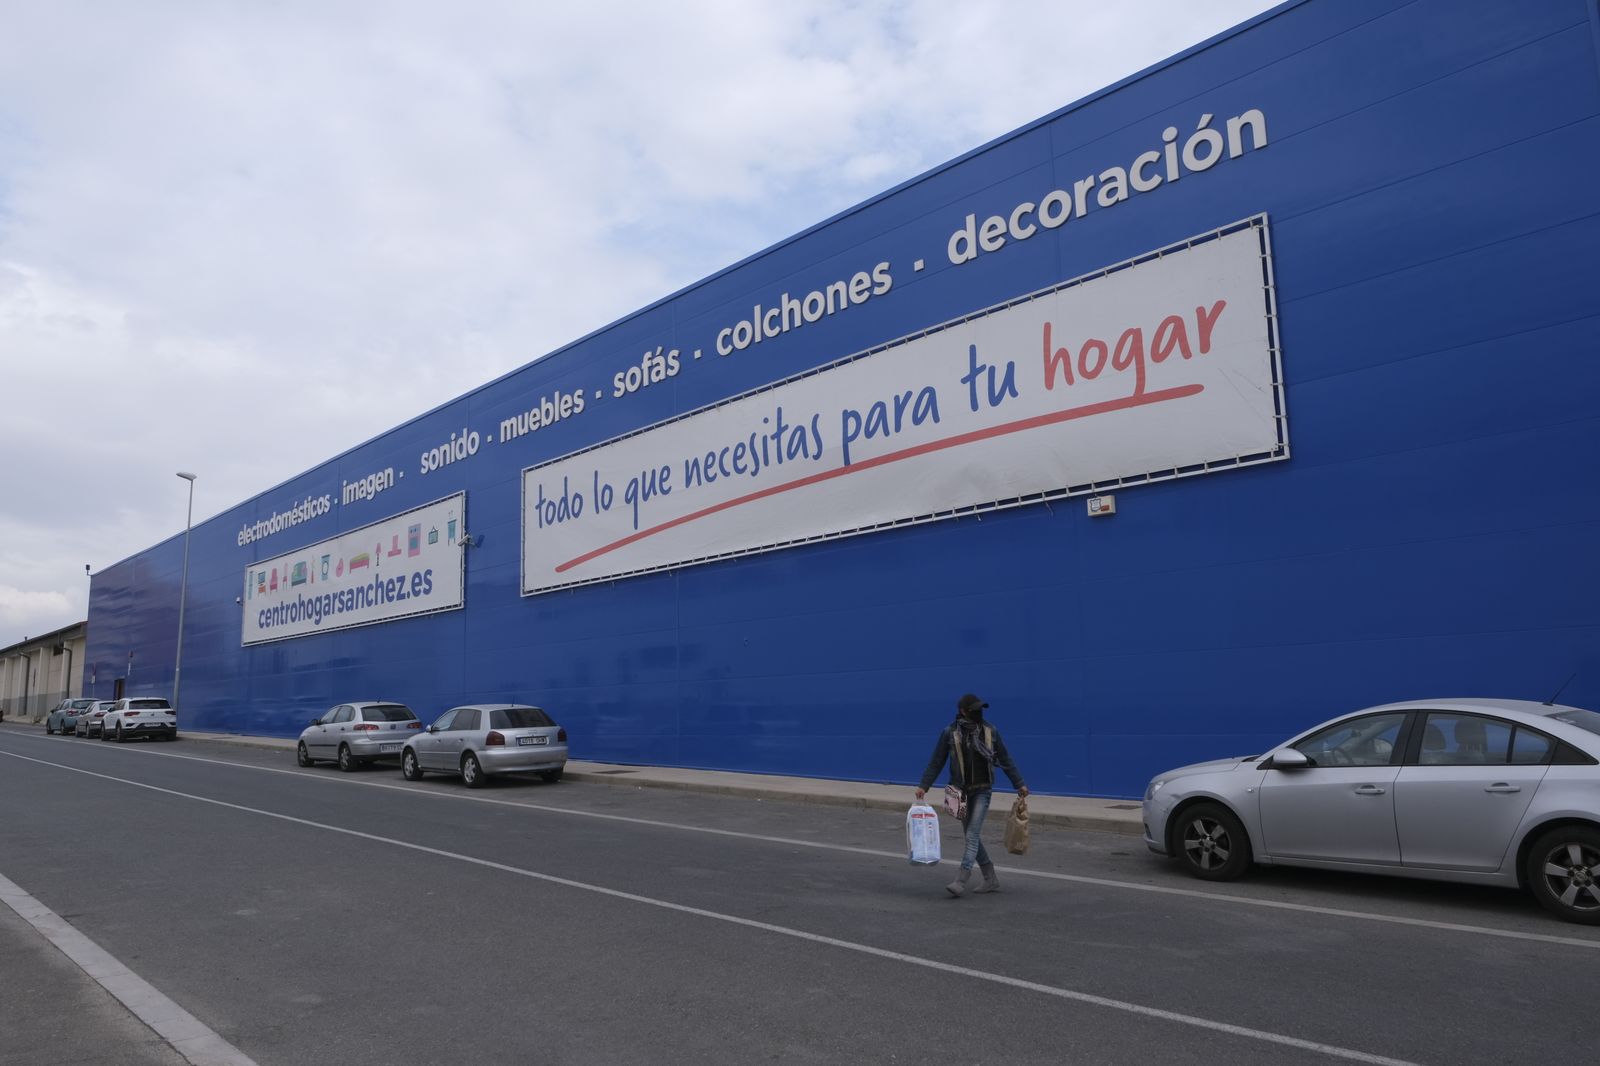 electrodomésticos · imagen · sonido · muebles · sofás · colchones · decoración
centrohogarsanchez.es
todo lo que necesitas para tu hogar